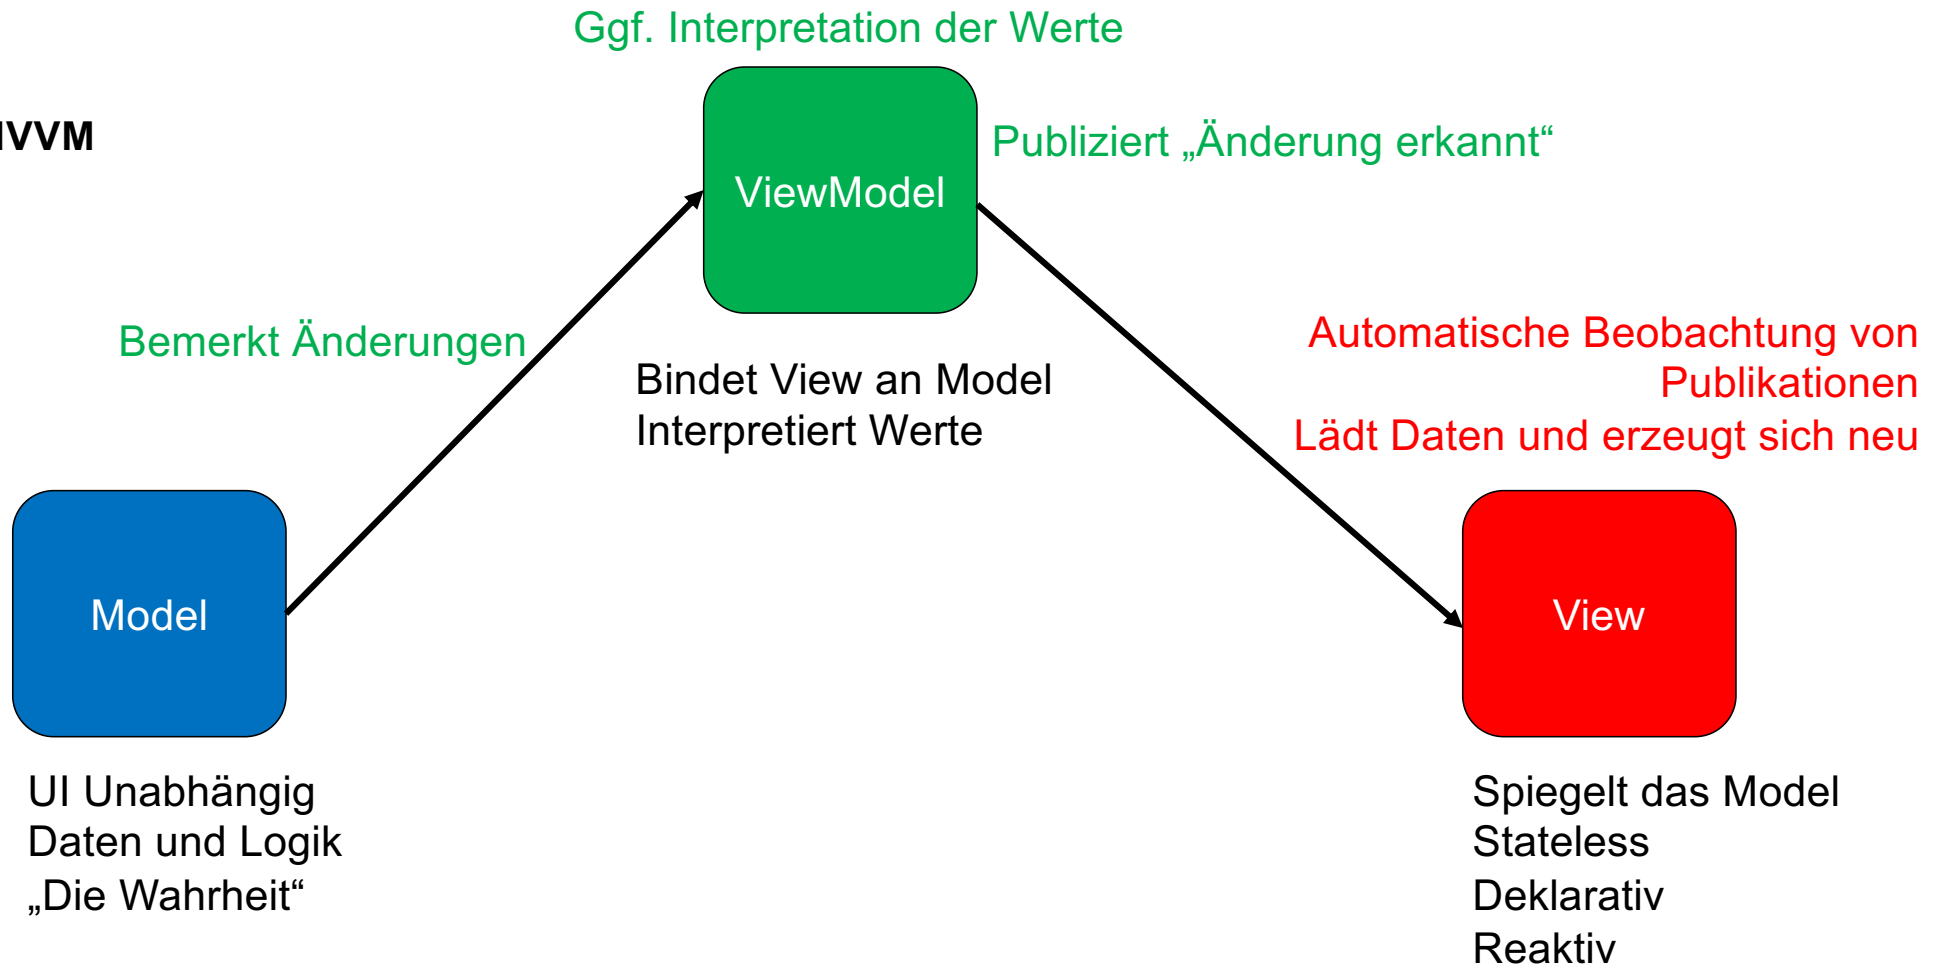 Ggf. Interpretation der Werte
MVVM
Publiziert „Änderung erkannt“
ViewModel
Bemerkt Änderungen
Automatische Beobachtung von
Publikationen
Lädt Daten und erzeugt sich neu
Bindet View an Model
Interpretiert Werte
Model
View
UI Unabhängig
Daten und Logik
„Die Wahrheit“
Spiegelt das Model
Stateless
Deklarativ
Reaktiv